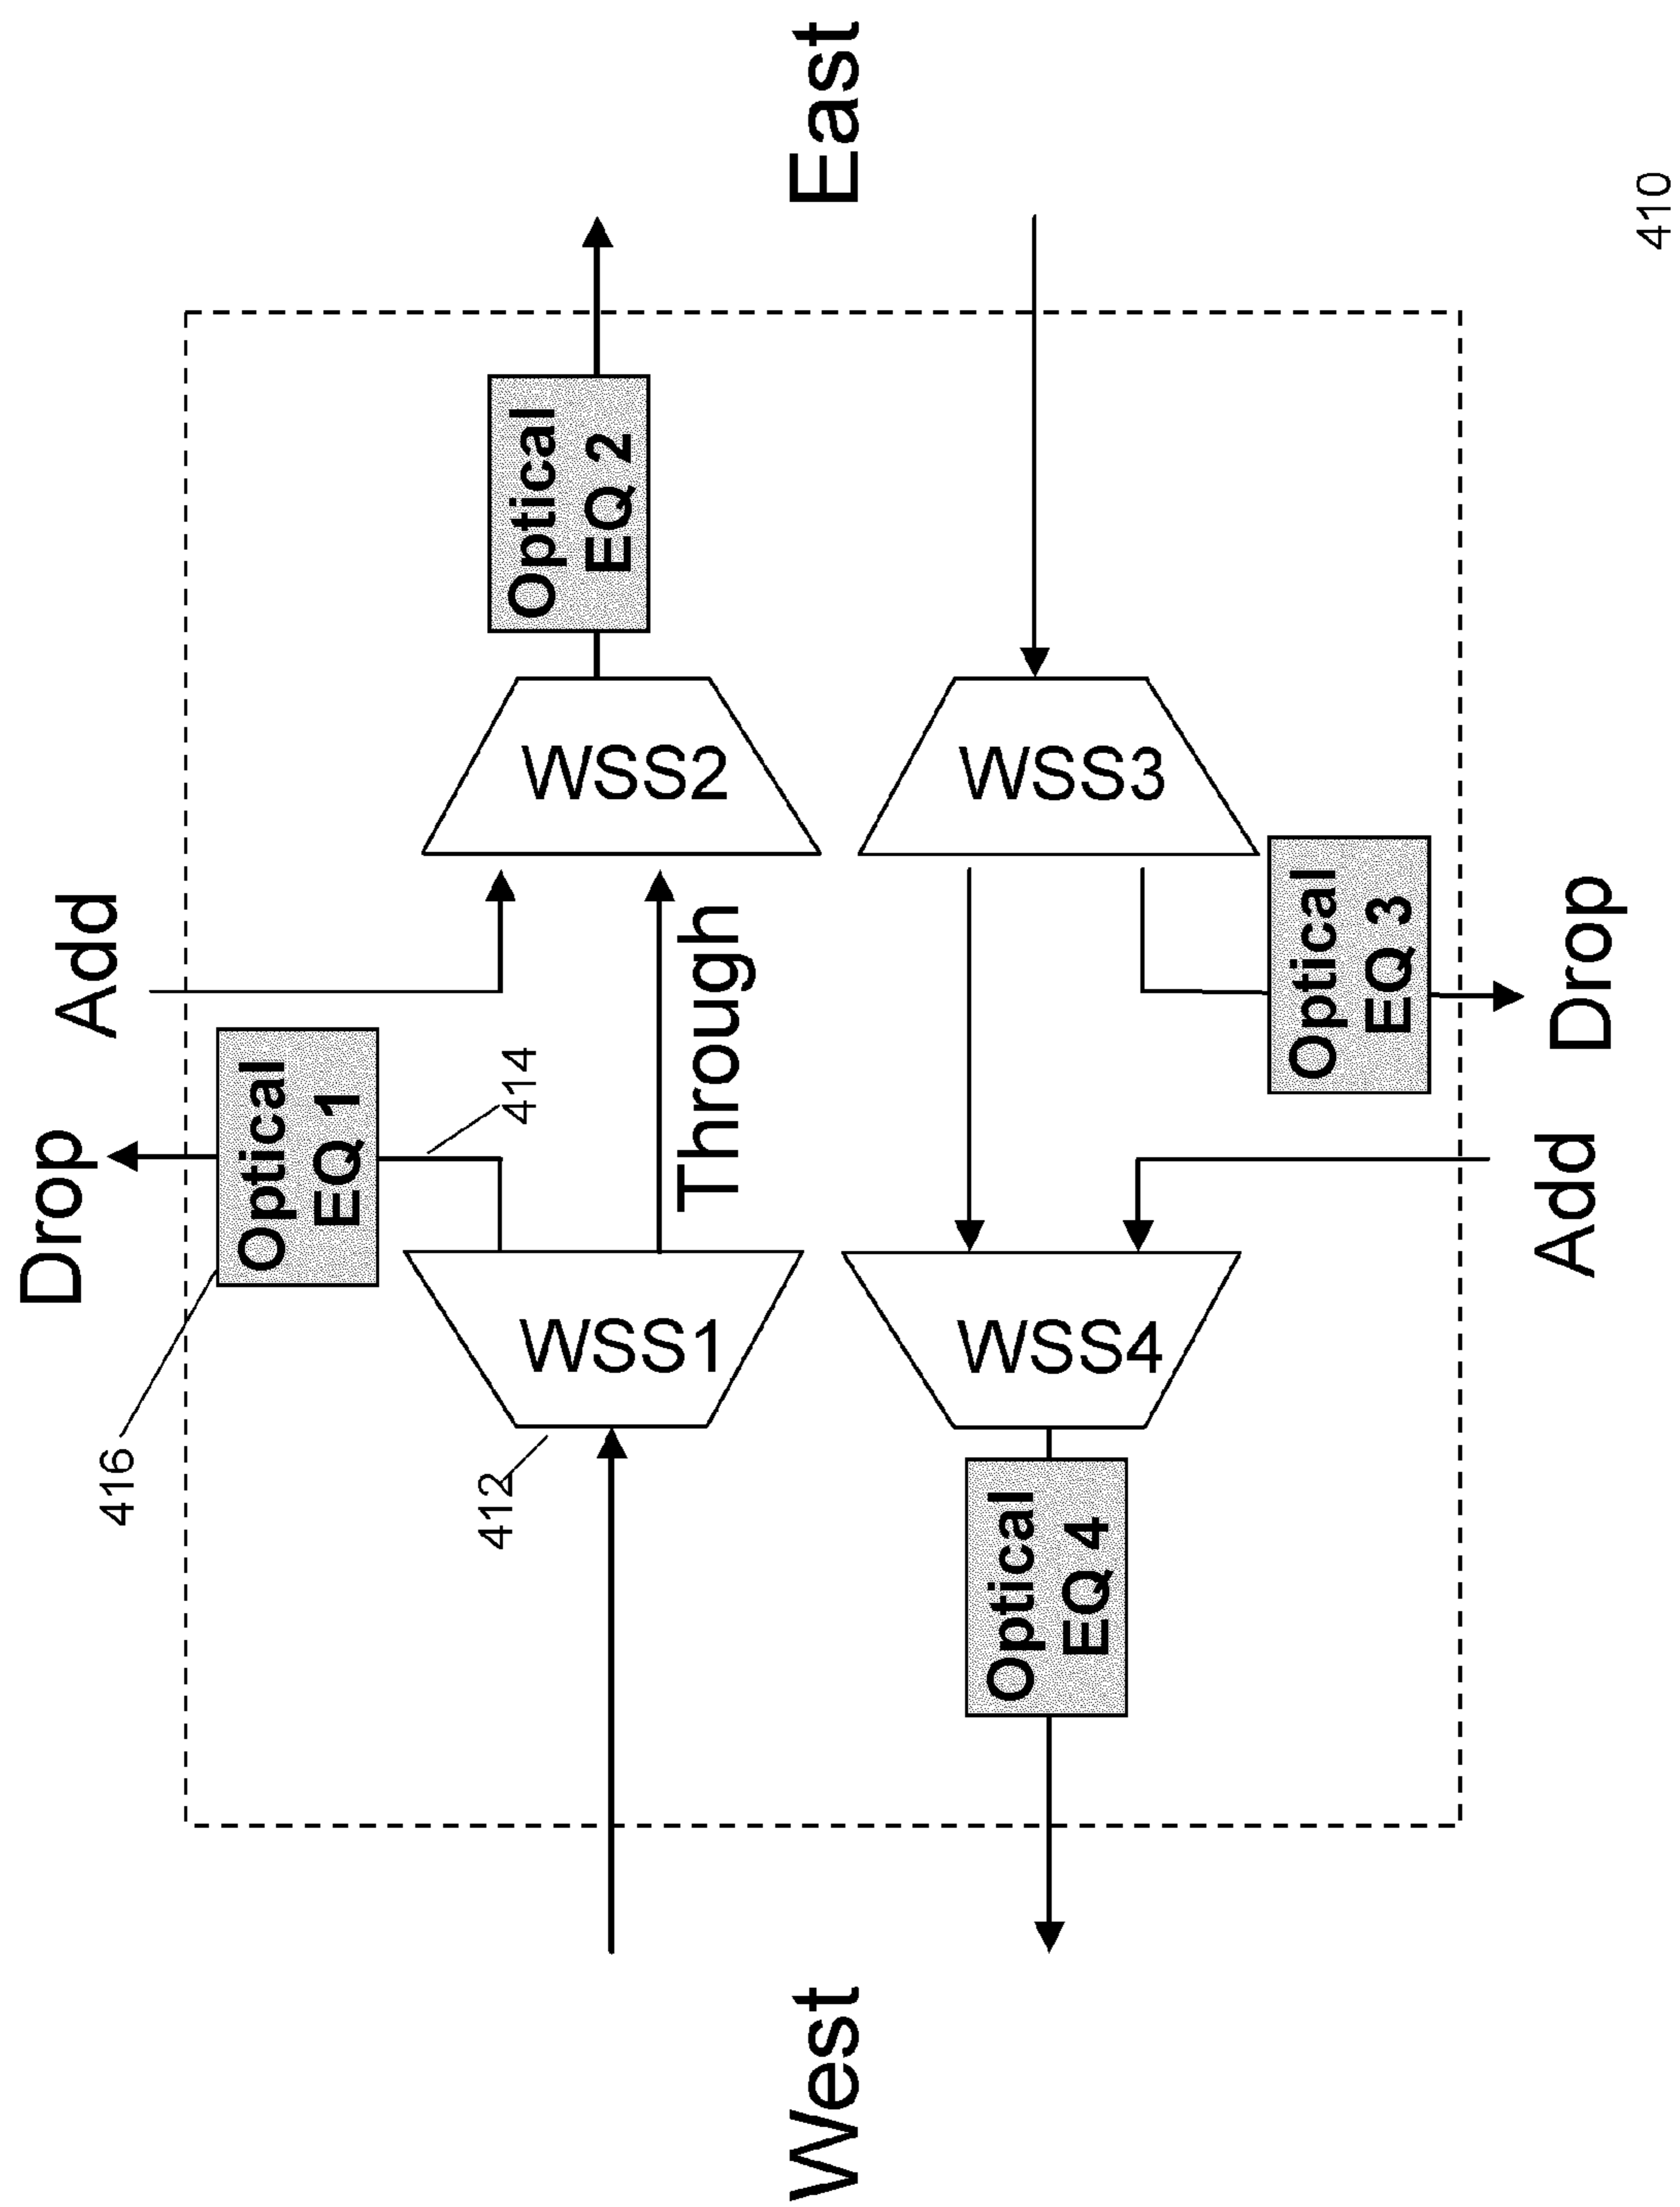 Drop
Add
416
Optical
EQ 1
414
412
WSS1
Through
WSS2
Optical
EQ 2
West
East
Optical
EQ 4
WSS4
WSS3
Optical
EQ 3
Add
Drop
410